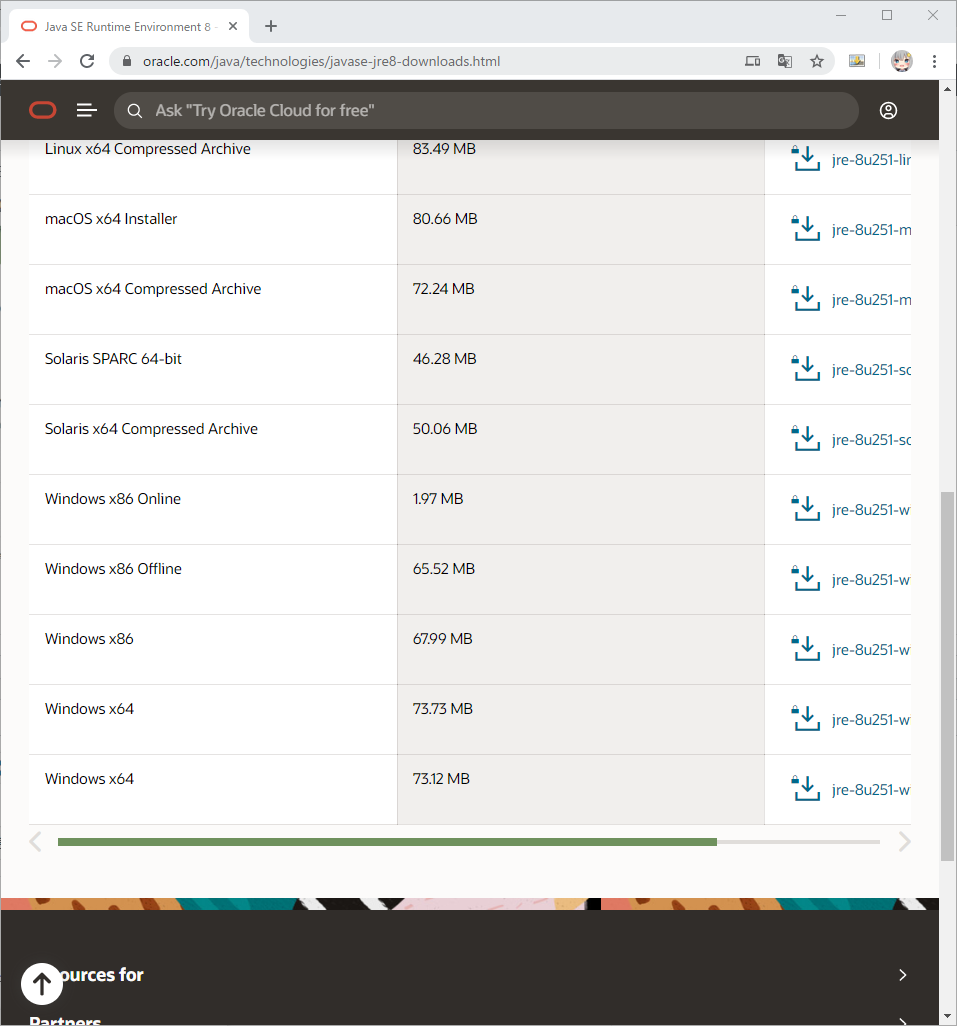 Java SE Runtime Environment 8 -
oracle.com/java/technologies/javase-jre8-downloads.html
Ask "Try Oracle Cloud for free"
Linux x64 Compressed Archive 83.49 MB jre-8u251-lin
macOS x64 Installer 80.66 MB jre-8u251-m
macOS x64 Compressed Archive 72.24 MB jre-8u251-m
Solaris SPARC 64-bit 46.28 MB jre-8u251-so
Solaris x64 Compressed Archive 50.06 MB jre-8u251-so
Windows x86 Online 1.97 MB jre-8u251-w
Windows x86 Offline 65.52 MB jre-8u251-w
Windows x86 67.99 MB jre-8u251-w
Windows x64 73.73 MB jre-8u251-w
Windows x64 73.12 MB jre-8u251-w
ources for
Partners